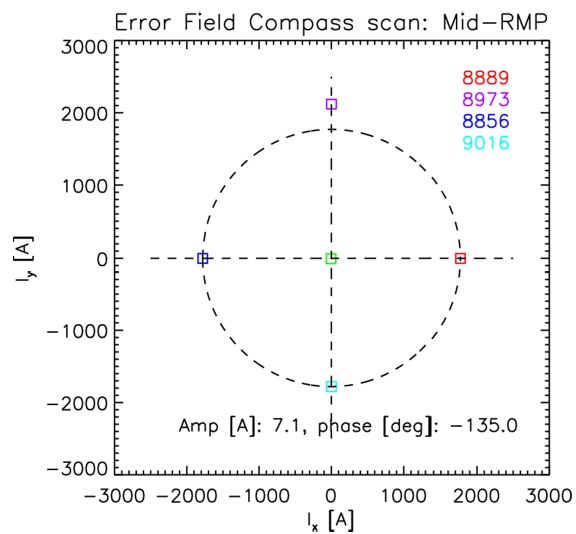 Error Field Compass scan: Mid-RMP
3000
2000
1000
0
-1000
-2000
-3000
I_y [A]
8889
8973
8856
9016
Amp [A]: 7.1, phase [deg]: -135.0
-3000 -2000 -1000 0 1000 2000 3000
I_x [A]